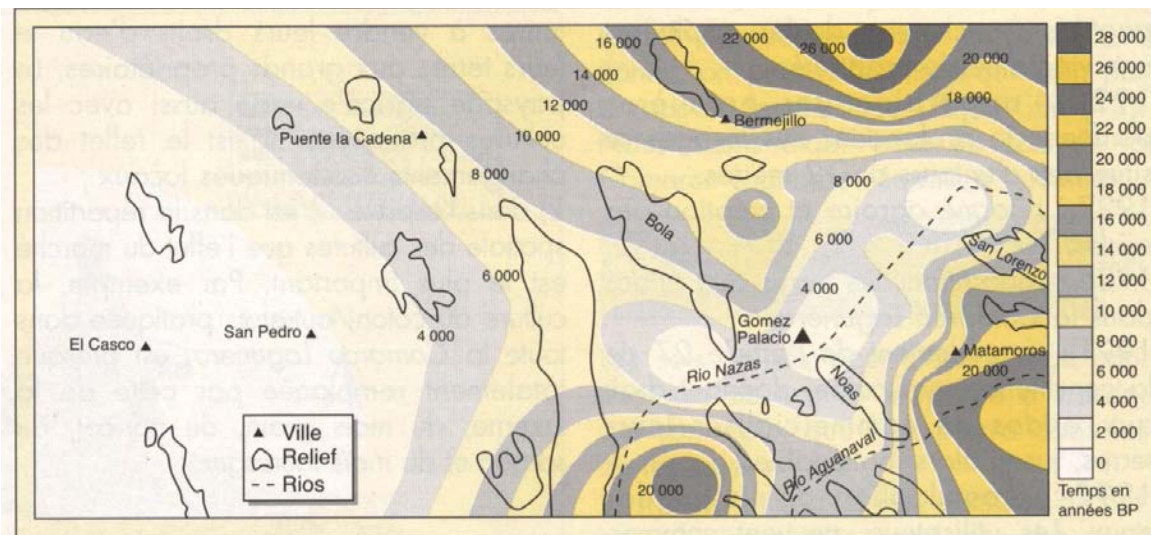 16 000
22 000
26 000
20 000
14 000
12 000
18 000
Bermejillo
Puente la Cadena
10 000
8 000
8 000
Bola
6 000
San Lorenzo
6 000
4 000
El Casco
San Pedro
4 000
Gomez
Palacio
Rio Nazas
Matamoros
Noas
20 000
Rio Aguanaval
20 000
Ville
Relief
Rios
28 000
26 000
24 000
22 000
20 000
18 000
16 000
14 000
12 000
10 000
8 000
6 000
4 000
2 000
0
Temps en
années BP